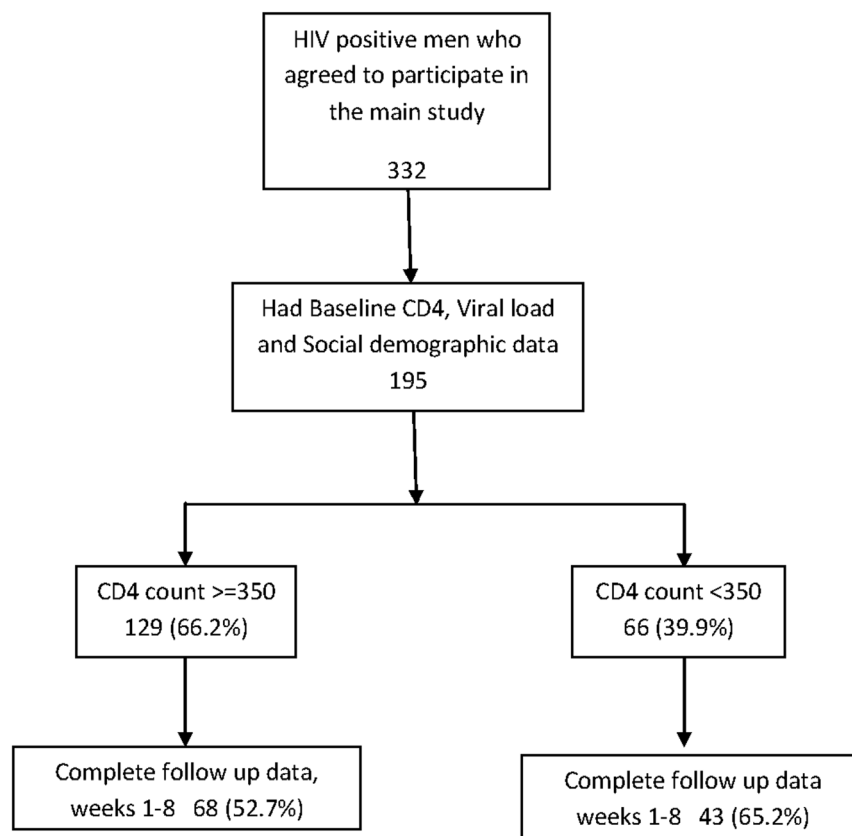 HIV positive men who
agreed to participate in
the main study
332
Had Baseline CD4, Viral load
and Social demographic data
195
CD4 count >=350
129 (66.2%)
CD4 count <350
66 (39.9%)
Complete follow up data,
weeks 1-8 68 (52.7%)
Complete follow up data
weeks 1-8 43 (65.2%)